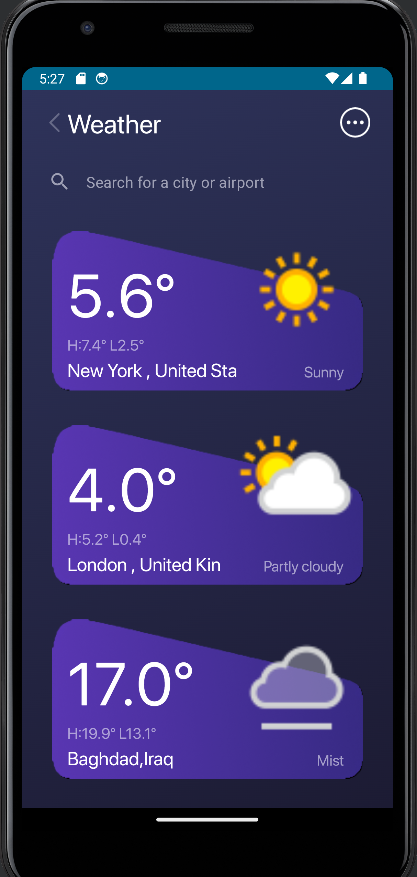 5:27
Weather
Search for a city or airport
5.6°
H:7.4° L2.5°
New York , United Sta
Sunny
4.0°
H:5.2° L0.4°
London , United Kin
Partly cloudy
17.0°
H:19.9° L13.1°
Baghdad,Iraq
Mist